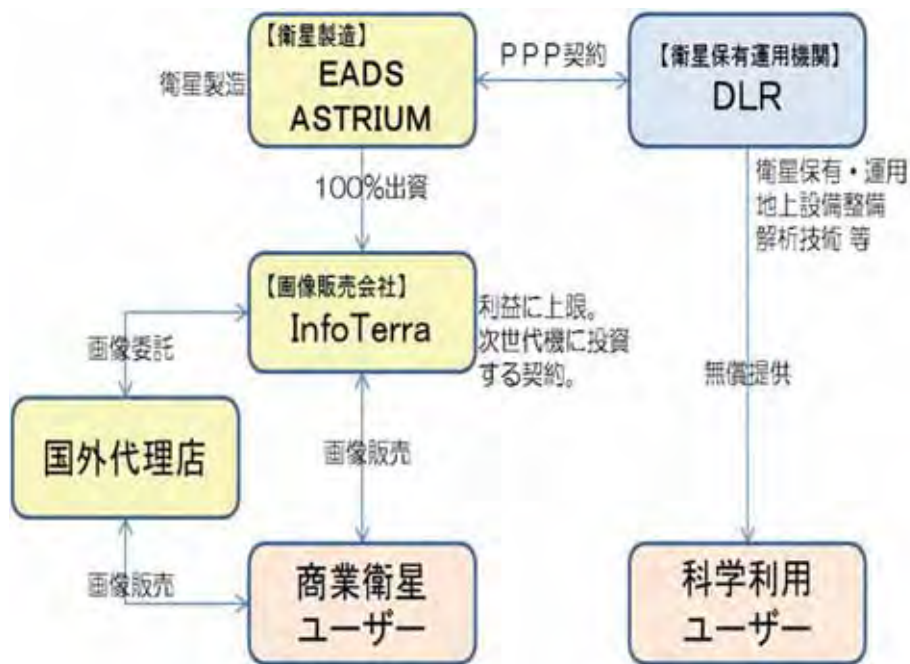 【衛星製造】
EADS
ASTRIUM
衛星製造
PPP契約
【衛星保有運用機関】
DLR
100%出資
衛星保有・運用
地上設備整備
解析技術 等
【画像販売会社】
InfoTerra
利益に上限。
次世代機に投資
する契約。
画像委託
無償提供
国外代理店
画像販売
画像販売
商業衛星
ユーザー
科学利用
ユーザー